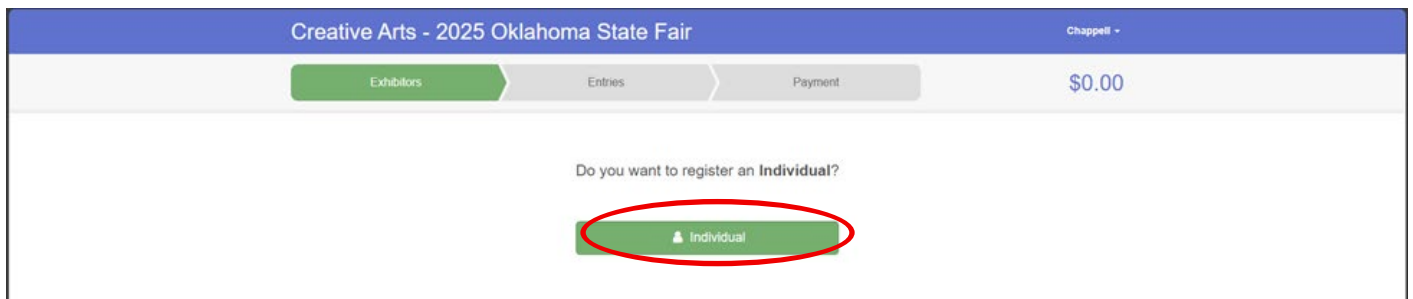 Creative Arts - 2025 Oklahoma State Fair
Chappell
Exhibitors
Entries
Payment
$0.00
Do you want to register an Individual?
Individual